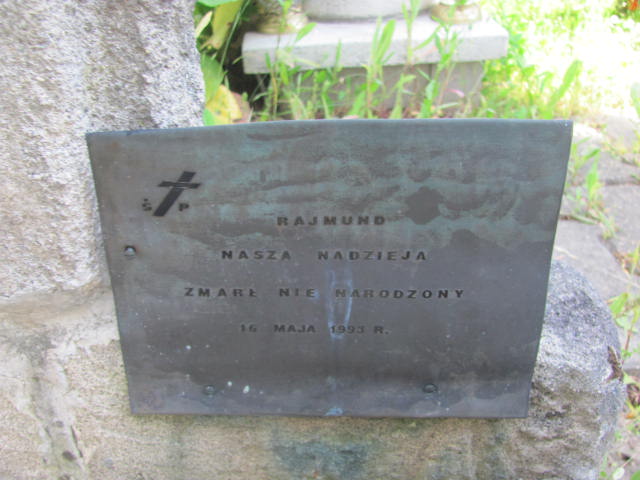 Ś P
RAJMUND
NASZA NADZIEJA
ZMARŁ NIE NARODZONY
16 MAJA 1993 R.